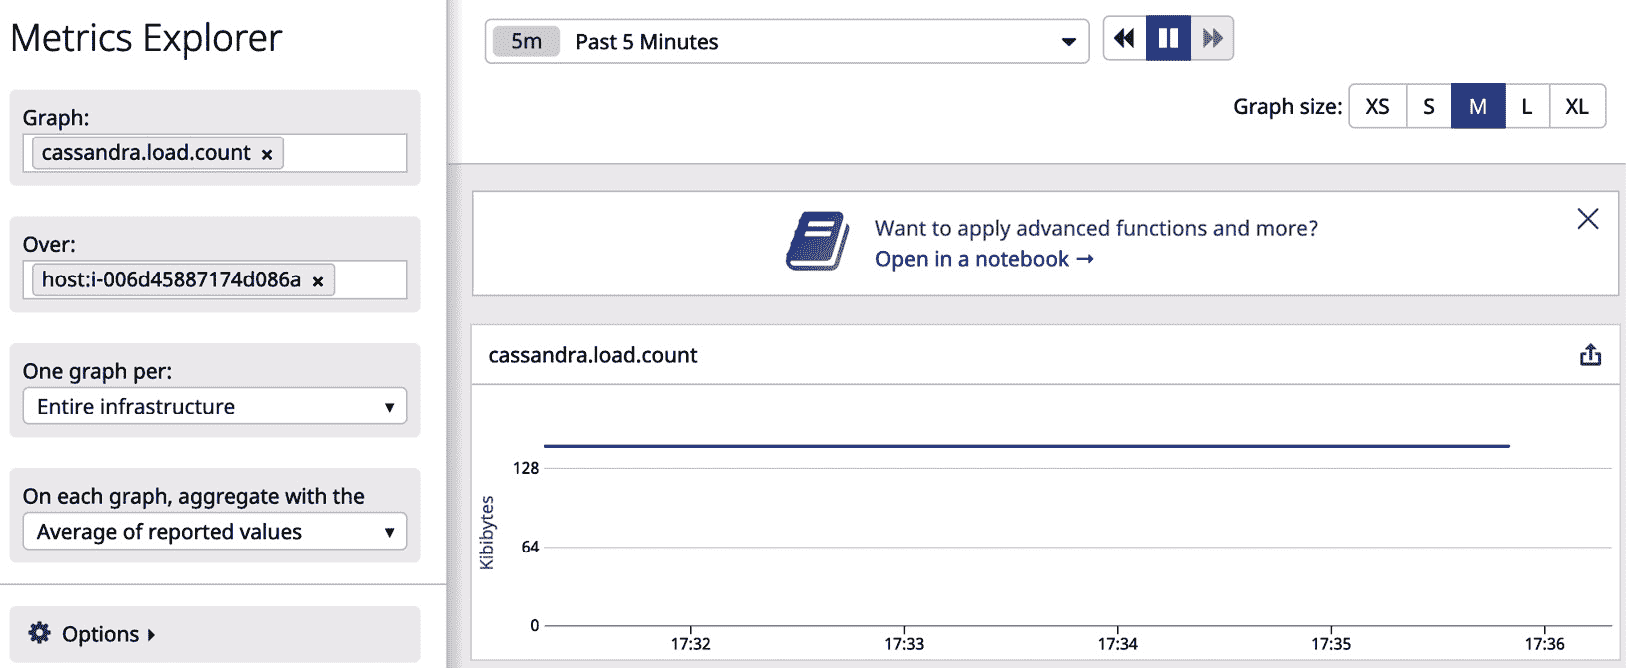 Metrics Explorer
Graph:
cassandra.load.count ×
Over:
host:i-006d45887174d086a ×
One graph per:
Entire infrastructure
On each graph, aggregate with the
Average of reported values
Options
5m Past 5 Minutes
Graph size: XS S M L XL
Want to apply advanced functions and more?
Open in a notebook →
cassandra.load.count
Kibibytes
128
64
0
17:32 17:33 17:34 17:35 17:36